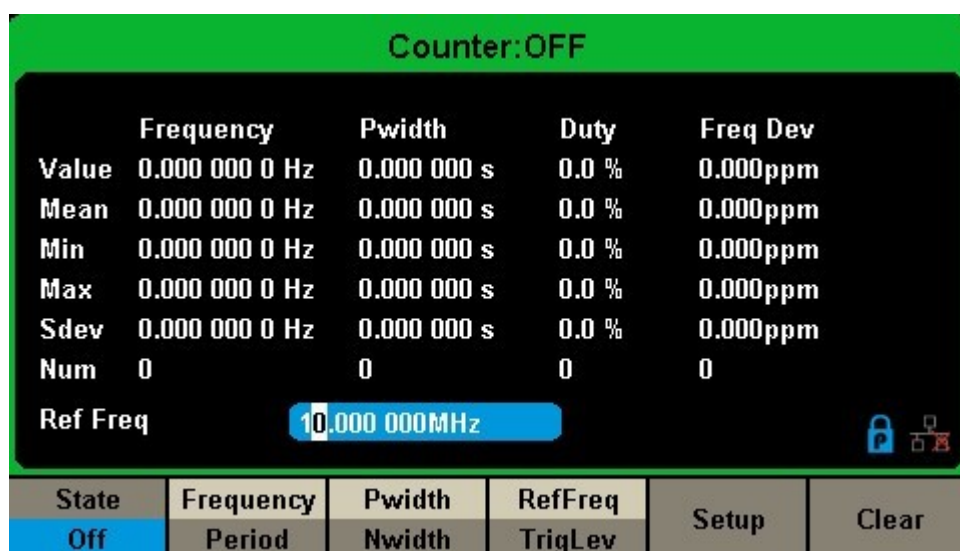 Counter:OFF
Frequency Pwidth Duty Freq Dev
Value 0.000 000 0 Hz 0.000 000 s 0.0 % 0.000ppm
Mean 0.000 000 0 Hz 0.000 000 s 0.0 % 0.000ppm
Min 0.000 000 0 Hz 0.000 000 s 0.0 % 0.000ppm
Max 0.000 000 0 Hz 0.000 000 s 0.0 % 0.000ppm
Sdev 0.000 000 0 Hz 0.000 000 s 0.0 % 0.000ppm
Num 0 0 0 0
Ref Freq 10.000 000MHz
P
State Frequency Pwidth RefFreq Setup Clear
Off Period Nwidth TrigLev